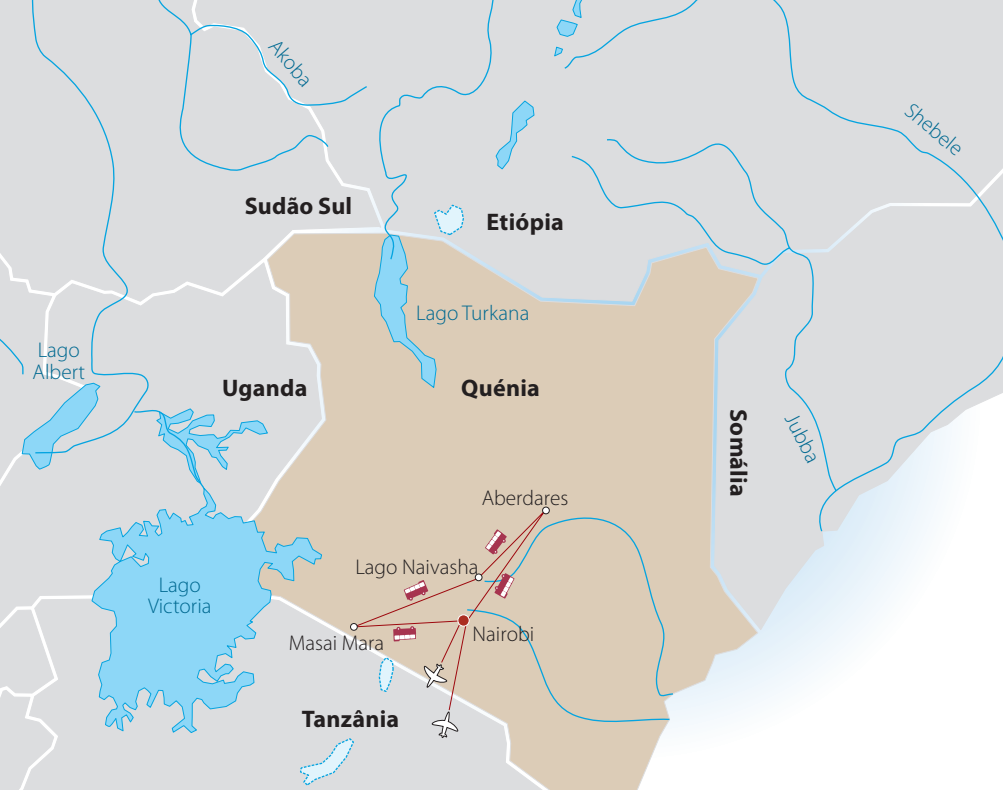 Akoba
Shebele
Sudão Sul
Etiópia
Lago Turkana
Lago
Albert
Uganda
Quénia
Somália
Jubba
Aberdares
Lago Naivasha
Lago
Victoria
Masai Mara
Nairobi
Tanzânia